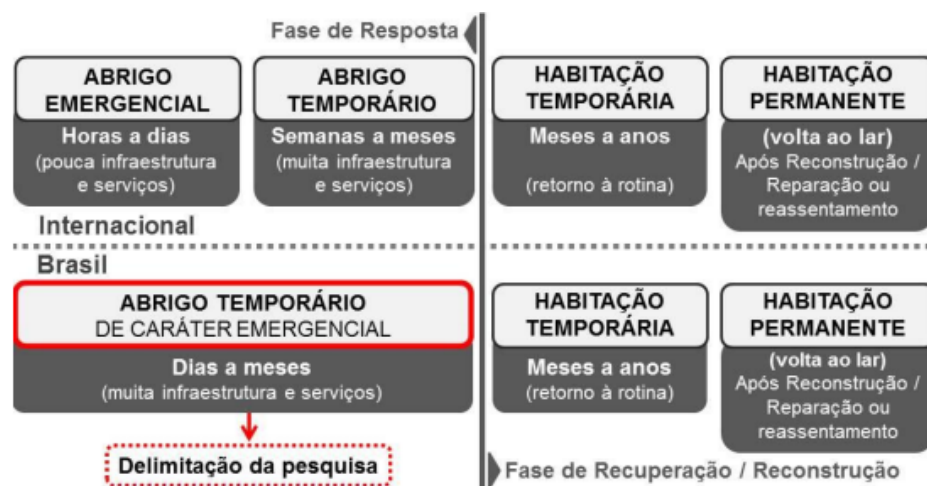 Fase de Resposta
ABRIGO
EMERGENCIAL
Horas a dias
(pouca infraestrutura
e serviços)
ABRIGO
TEMPORÁRIO
Semanas a meses
(muita infraestrutura
e serviços)
HABITAÇÃO
TEMPORÁRIA
Meses a anos
(retorno à rotina)
HABITAÇÃO
PERMANENTE
(volta ao lar)
Após Reconstrução /
Reparação ou
reassentamento
Internacional
Brasil
ABRIGO TEMPORÁRIO
DE CARÁTER EMERGENCIAL
Dias a meses
(muita infraestrutura e serviços)
Delimitação da pesquisa
HABITAÇÃO
TEMPORÁRIA
Meses a anos
(retorno à rotina)
HABITAÇÃO
PERMANENTE
(volta ao lar)
Após Reconstrução /
Reparação ou
reassentamento
Fase de Recuperação / Reconstrução